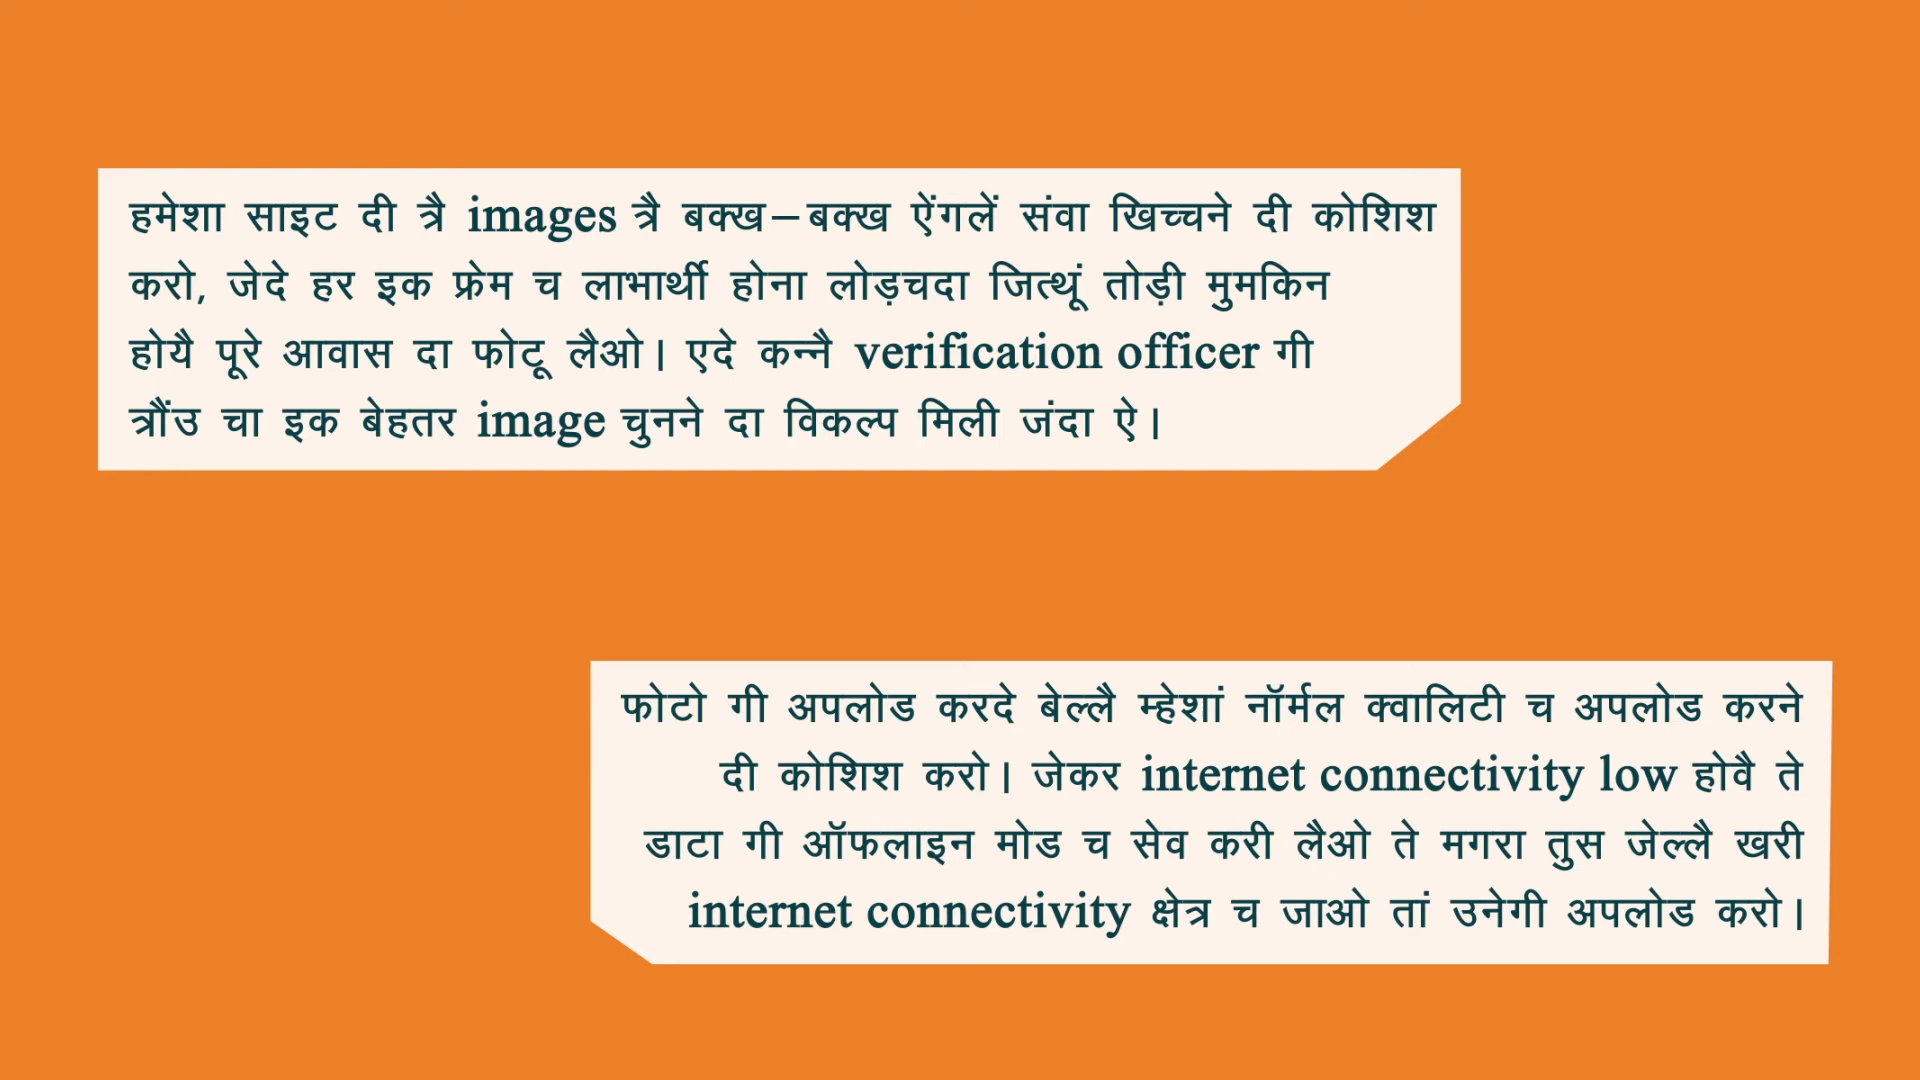 हमेशा साइट दी त्रै images त्रै बक्ख–बक्ख ऐंगलें संवा खिच्चने दी कोशिश
करो, जेदे हर इक फ्रेम च लाभार्थी होना लोड़चदा जित्थूं तोड़ी मुमकिन
होयै पूरे आवास दा फोटू लैओ। एदे कन्नै verification officer गी
त्रौंउ चा इक बेहतर image चुनने दा विकल्प मिली जंदा ऐ।
फोटो गी अपलोड करदे बेल्लै म्हेशां नॉर्मल क्वालिटी च अपलोड करने
दी कोशिश करो। जेकर internet connectivity low होवै ते
डाटा गी ऑफलाइन मोड च सेव करी लैओ ते मगरा तुस जेल्लै खरी
internet connectivity क्षेत्र च जाओ तां उनेगी अपलोड करो।